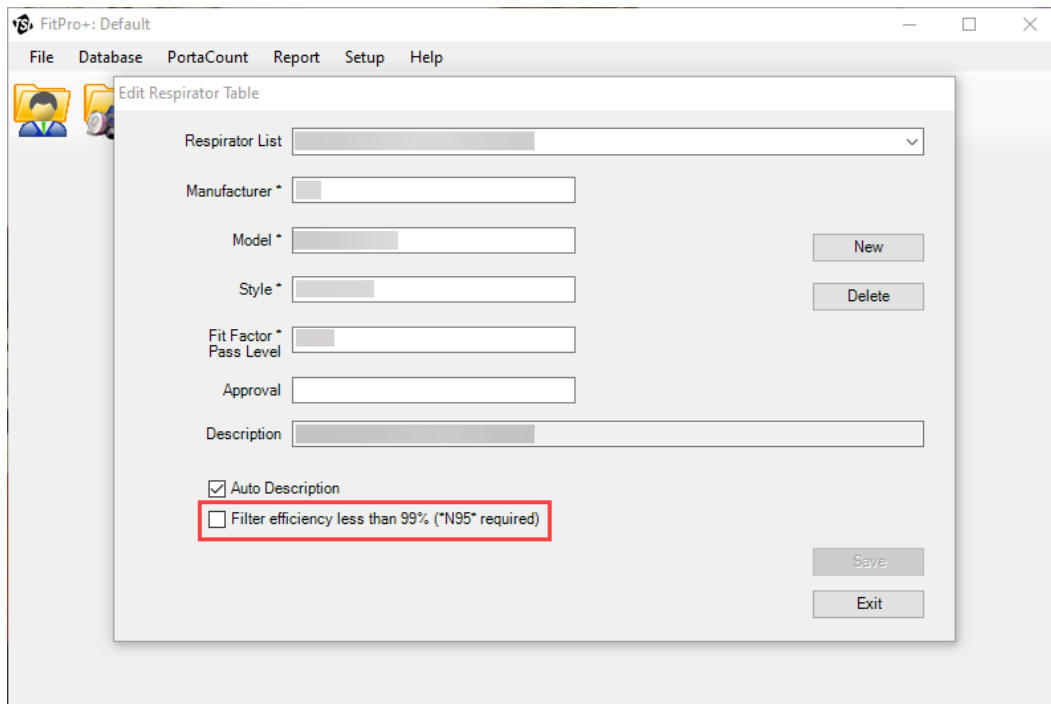 TSI FitPro+: Default
File Database PortaCount Report Setup Help
Edit Respirator Table
Respirator List
Manufacturer *
Model *
New
Style *
Delete
Fit Factor *
Pass Level
Approval
Description
Auto Description
Filter efficiency less than 99% (*N95* required)
Save
Exit